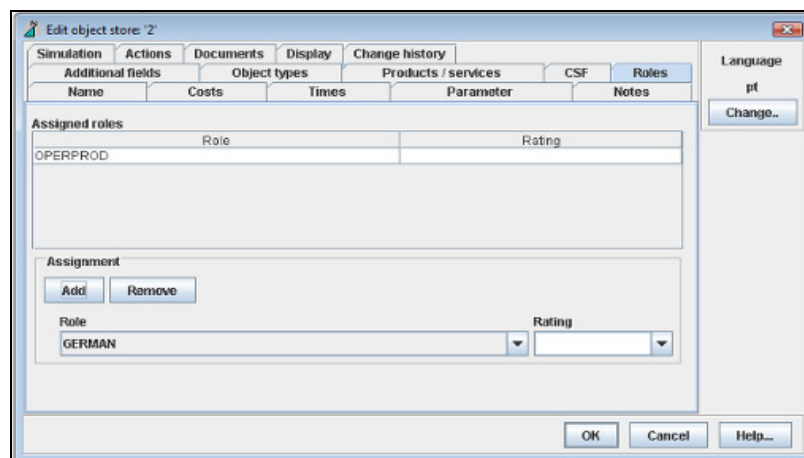 Edit object store: '2'
Simulation Actions Documents Display Change history
Additional fields Object types Products / services CSF Roles
Name Costs Times Parameter Notes
Language
pt
Change..
Assigned roles
Role Rating
OPERPROD
Assignment
Add Remove
Role Rating
GERMAN
OK Cancel Help...